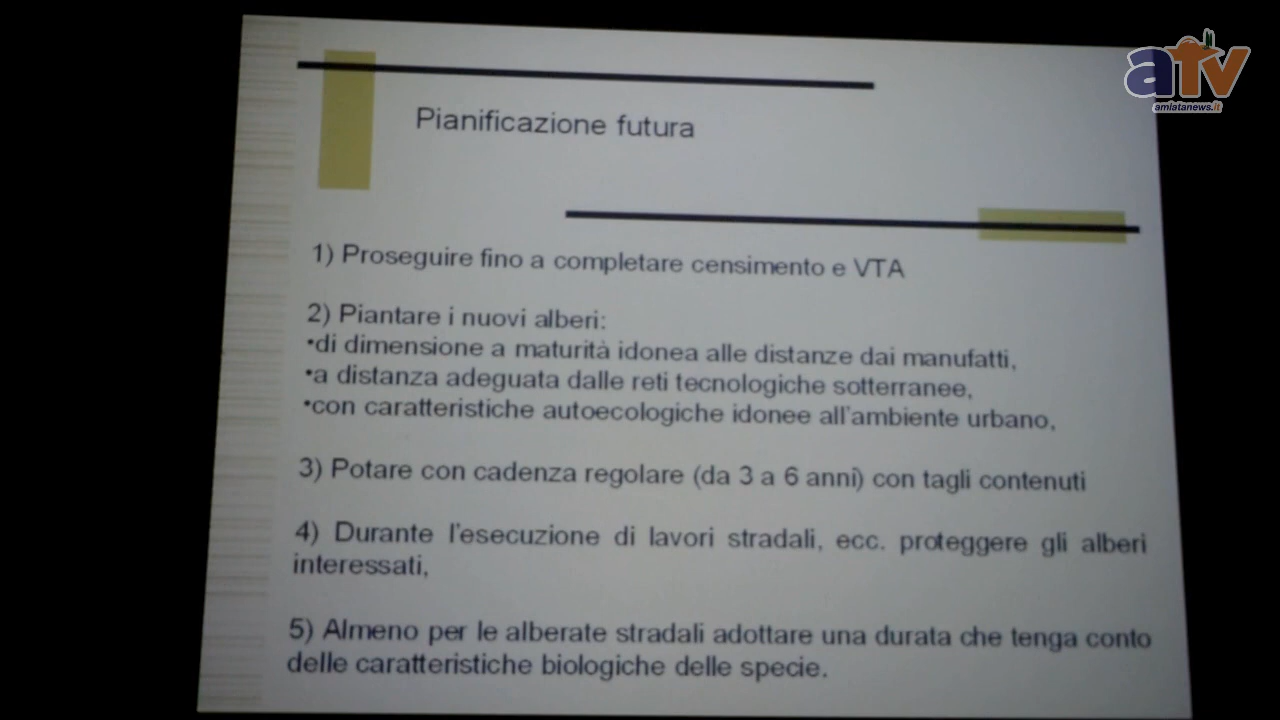 aTv
amiatanews.it
Pianificazione futura
1) Proseguire fino a completare censimento e VTA
2) Piantare i nuovi alberi:
•di dimensione a maturità idonea alle distanze dai manufatti,
•a distanza adeguata dalle reti tecnologiche sotterranee,
•con caratteristiche autoecologiche idonee all'ambiente urbano,
3) Potare con cadenza regolare (da 3 a 6 anni) con tagli contenuti
4) Durante l'esecuzione di lavori stradali, ecc. proteggere gli alberi
interessati,
5) Almeno per le alberate stradali adottare una durata che tenga conto
delle caratteristiche biologiche delle specie.